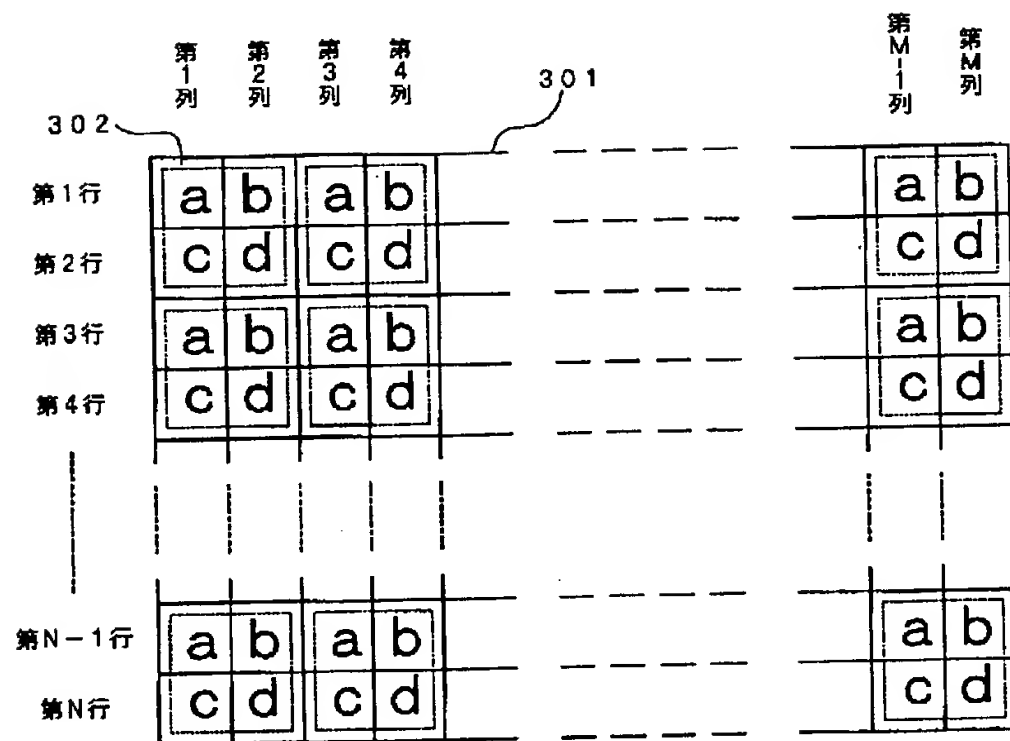 第1列 第2列 第3列 第4列 第M-1列 第M列
301
302
第1行 a b a b a b
第2行 c d c d c d
第3行 a b a b a b
第4行 c d c d c d
第N-1行 a b a b a b
第N行 c d c d c d